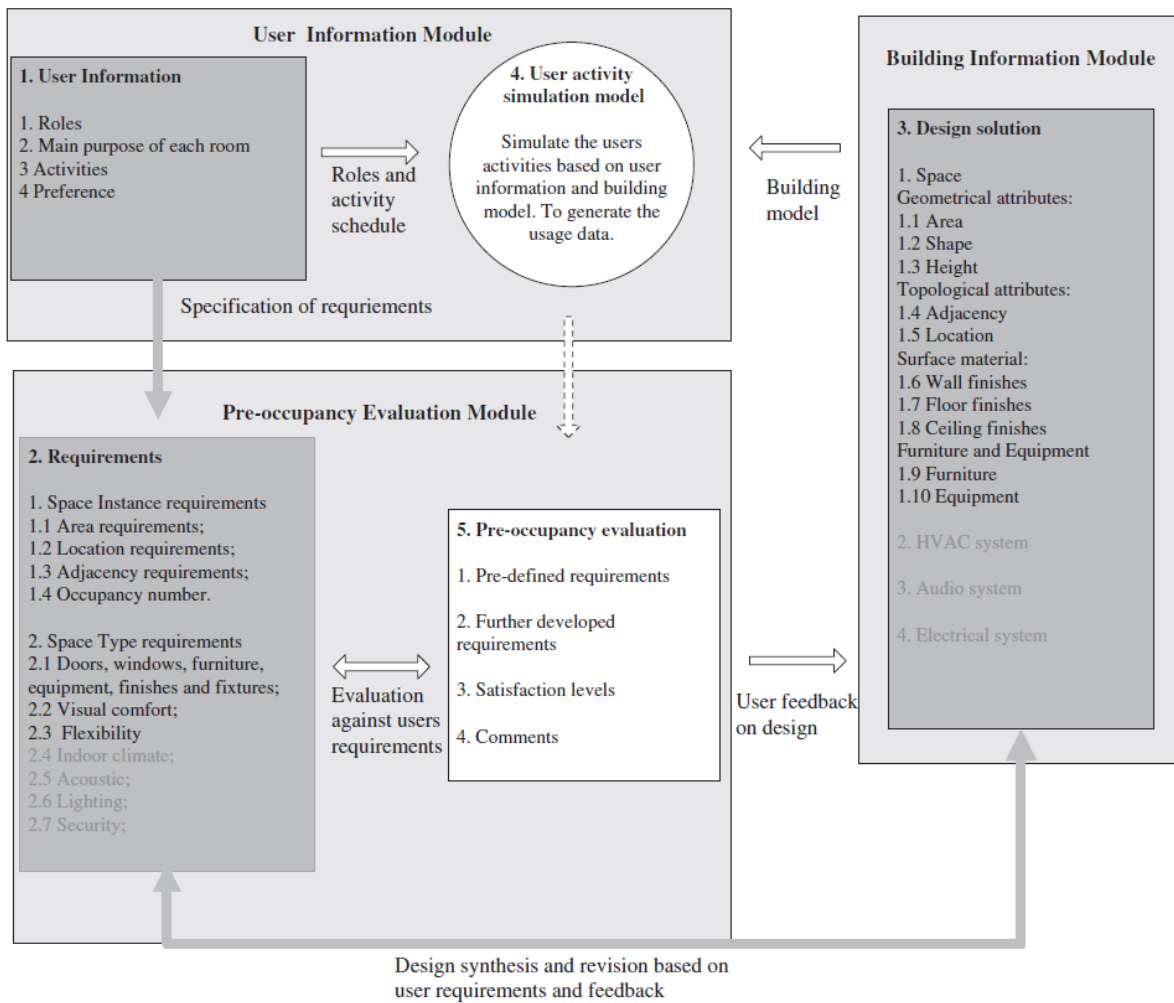 User  Information Module
1. User Information
1. Roles
2. Main purpose of each room
3 Activities
4 Preference
Roles and
activity
schedule
4. User activity
simulation model
Simulate the users
activities based on user
information and building
model. To generate the
usage data.
Building
model
Specification of requriements
Building Information Module
3. Design solution
1. Space
Geometrical attributes:
1.1 Area
1.2 Shape
1.3 Height
Topological attributes:
1.4 Adjacency
1.5 Location
Surface material:
1.6 Wall finishes
1.7 Floor finishes
1.8 Ceiling finishes
Furniture and Equipment
1.9 Furniture
1.10 Equipment
2. HVAC system
3. Audio system
4. Electrical system
Pre-occupancy Evaluation Module
2. Requirements
1. Space Instance requirements
1.1 Area requirements;
1.2 Location requirements;
1.3 Adjacency requirements;
1.4 Occupancy number.
2. Space Type requirements
2.1 Doors, windows, furniture,
equipment, finishes and fixtures;
2.2 Visual comfort;
2.3  Flexibility
2.4 Indoor climate;
2.5 Acoustic;
2.6 Lighting;
2.7 Security;
Evaluation
against users
requirements
5. Pre-occupancy evaluation
1. Pre-defined requirements
2. Further developed
requirements
3. Satisfaction levels
4. Comments
User feedback
on design
Design synthesis and revision based on
user requirements and feedback